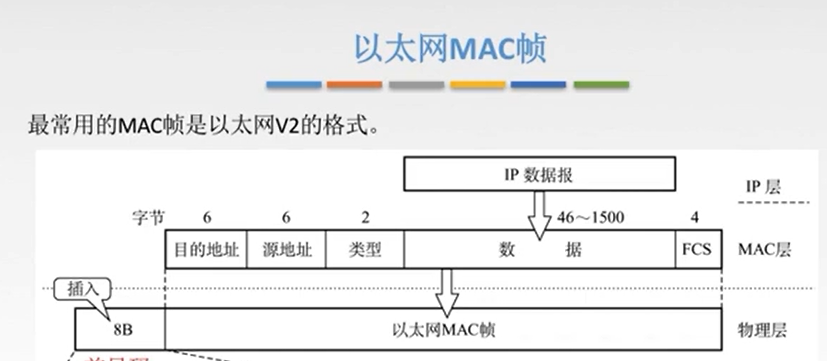 以太网MAC帧
最常用的MAC帧是以太网V2的格式。
IP 数据报
IP 层
字节 6 6 2 46～1500 4
目的地址 源地址 类型 数 据 FCS MAC层
插入
8B 以太网MAC帧 物理层